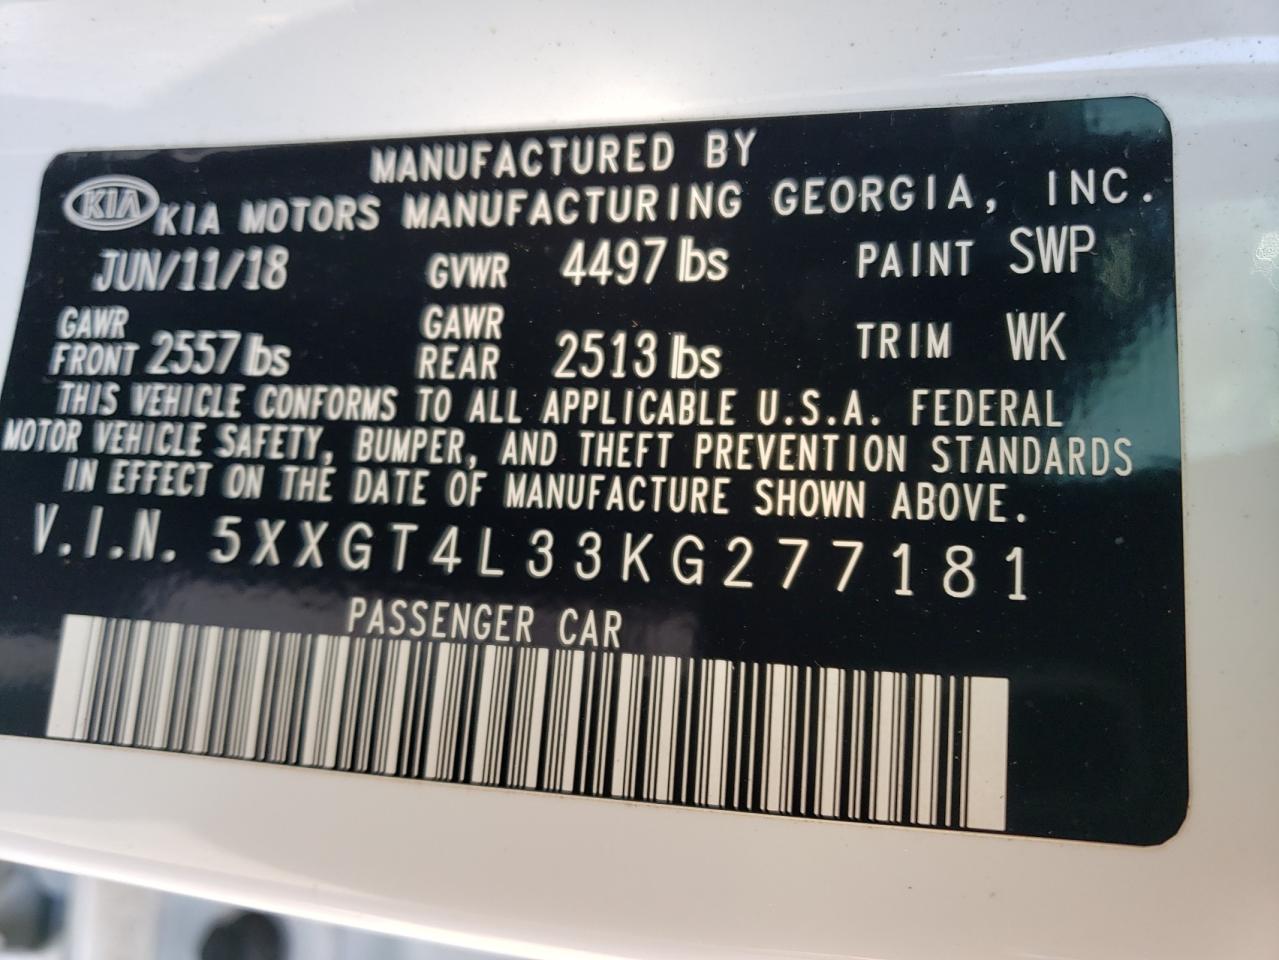 MANUFACTURED BY
KIA KIA MOTORS MANUFACTURING GEORGIA, INC.
JUN/11/18 GVWR 4497 lbs PAINT SWP
GAWR FRONT 2557 lbs GAWR REAR 2513 lbs TRIM WK
THIS VEHICLE CONFORMS TO ALL APPLICABLE U.S.A. FEDERAL
MOTOR VEHICLE SAFETY, BUMPER, AND THEFT PREVENTION STANDARDS
IN EFFECT ON THE DATE OF MANUFACTURE SHOWN ABOVE.
V.I.N. 5XXGT4L33KG277181
PASSENGER CAR